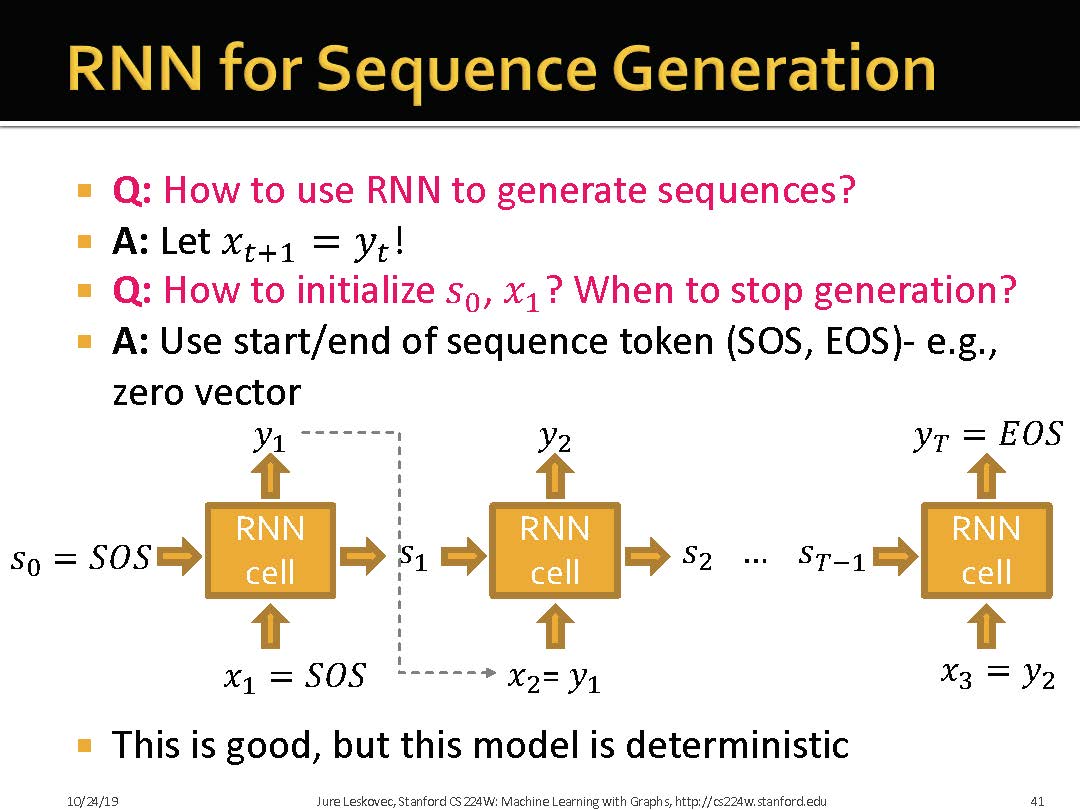 RNN for Sequence Generation
Q: How to use RNN to generate sequences?
A: Let x_{t+1} = y_t!
Q: How to initialize s_0, x_1? When to stop generation?
A: Use start/end of sequence token (SOS, EOS)- e.g.,
zero vector
y_1
y_2
y_T = EOS
s_0 = SOS
RNN
cell
s_1
RNN
cell
s_2
...
s_{T-1}
RNN
cell
x_1 = SOS
x_2= y_1
x_3 = y_2
This is good, but this model is deterministic
10/24/19
Jure Leskovec, Stanford CS224W: Machine Learning with Graphs, http://cs224w.stanford.edu
41